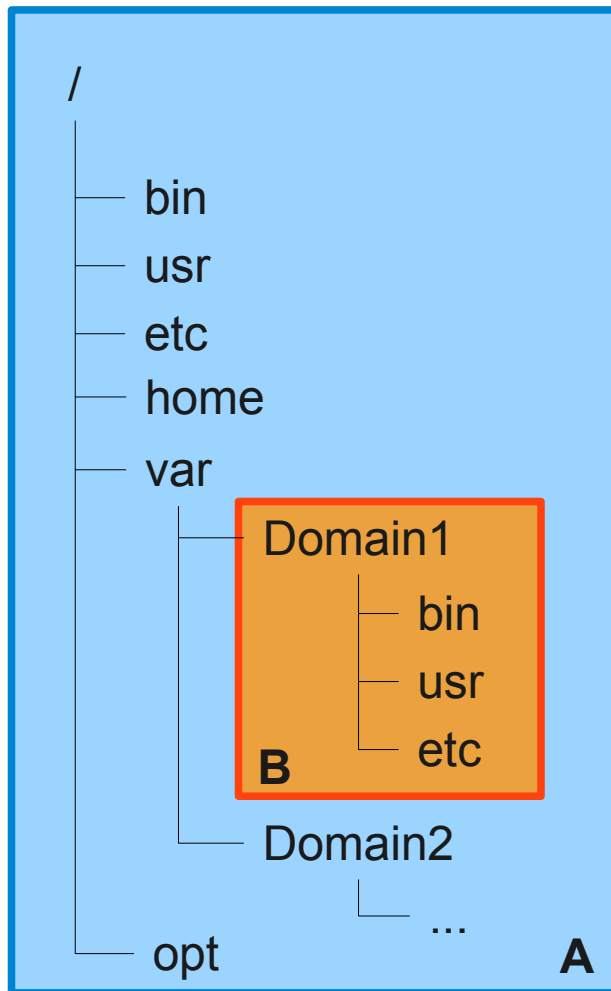 /
bin
usr
etc
home
var
Domain1
bin
usr
etc
B
Domain2
...
opt
A